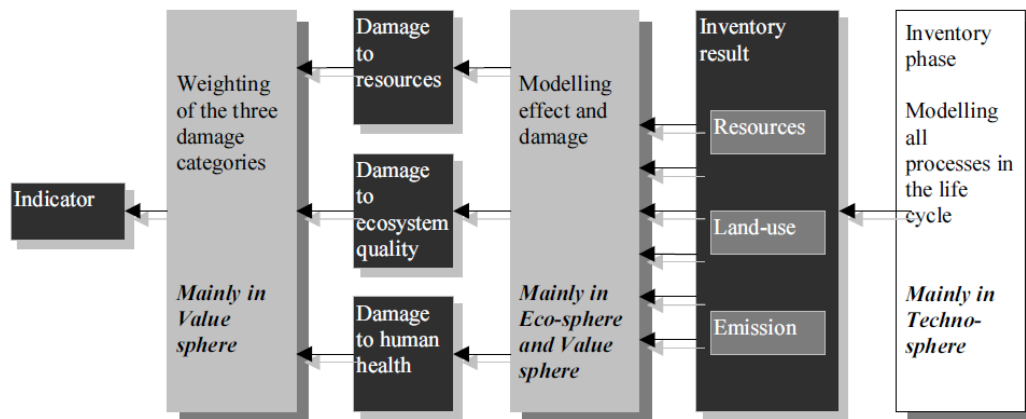 Indicator
Weighting
of the three
damage
categories
Mainly in
Value
sphere
Damage
to
resources
Damage
to
ecosystem
quality
Damage
to human
health
Modelling
effect and
damage
Mainly in
Eco-sphere
and Value
sphere
Inventory
result
Resources
Land-use
Emission
Inventory
phase
Modelling
all
processes in
the life
cycle
Mainly in
Techno-
sphere